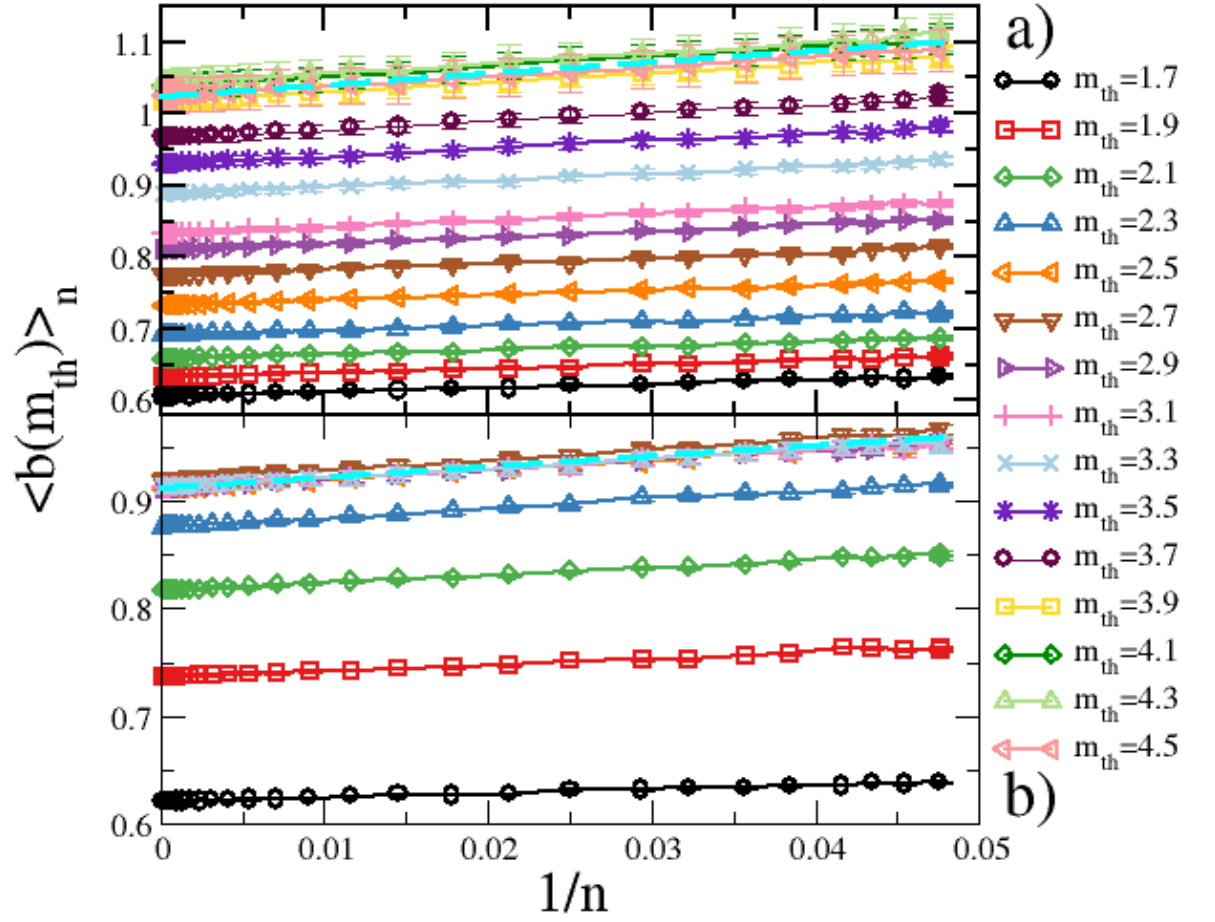 a)
1.1
1
0.9
0.8
0.7
0.6
0.9
0.8
0.7
0.6
<b(m_th)>_n
0
0.01
0.02
0.03
0.04
0.05
1/n
m_th=1.7
m_th=1.9
m_th=2.1
m_th=2.3
m_th=2.5
m_th=2.7
m_th=2.9
m_th=3.1
m_th=3.3
m_th=3.5
m_th=3.7
m_th=3.9
m_th=4.1
m_th=4.3
m_th=4.5
b)